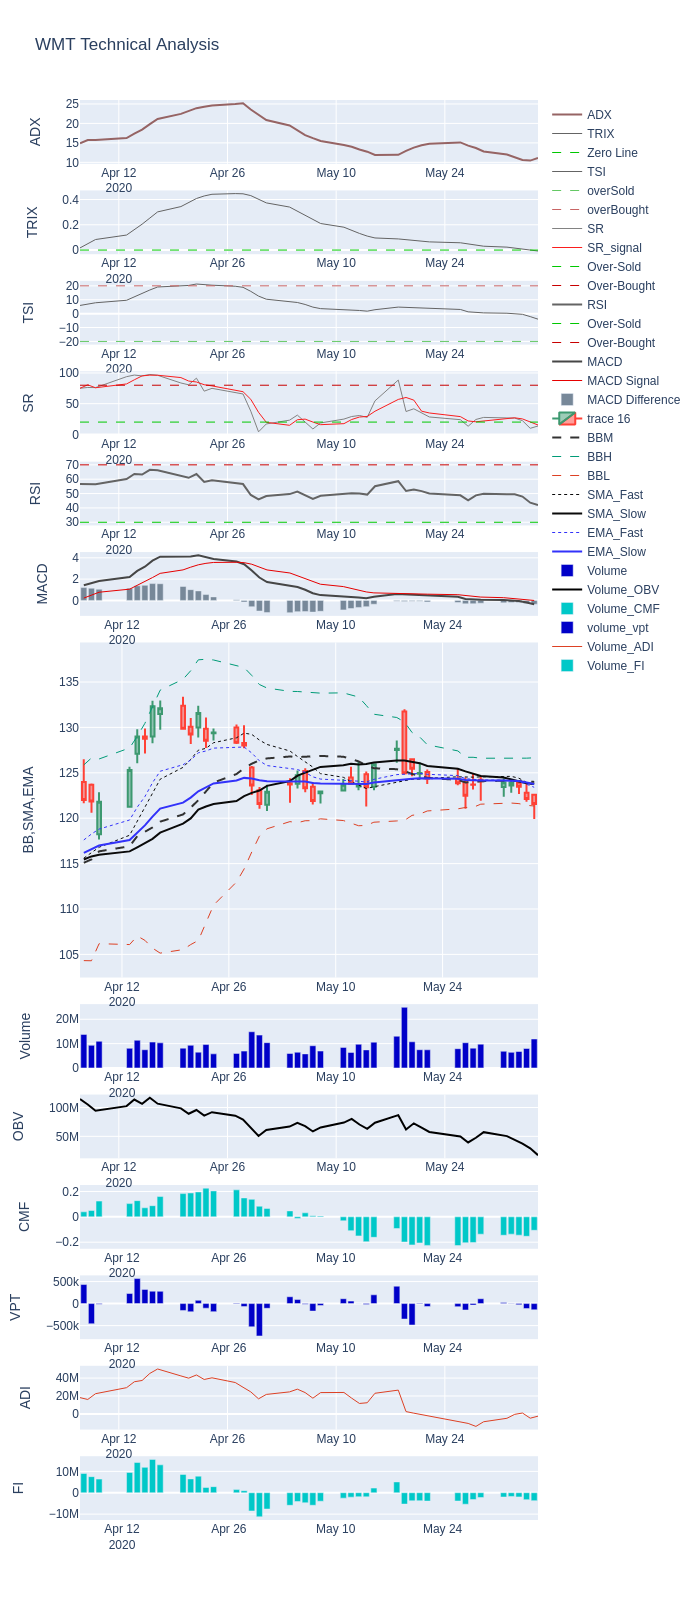 WMT Technical Analysis
ADX
25
20
15
10
Apr 12
2020
Apr 26
May 10
May 24
TRIX
0.4
0.2
0
Apr 12
2020
Apr 26
May 10
May 24
TSI
20
10
0
−10
−20
Apr 12
2020
Apr 26
May 10
May 24
SR
100
50
0
Apr 12
2020
Apr 26
May 10
May 24
RSI
70
60
50
40
30
Apr 12
2020
Apr 26
May 10
May 24
MACD
4
2
0
Apr 12
2020
Apr 26
May 10
May 24
BB,SMA,EMA
135
130
125
120
115
110
105
Apr 12
2020
Apr 26
May 10
May 24
Volume
20M
10M
0
Apr 12
2020
Apr 26
May 10
May 24
OBV
100M
50M
Apr 12
2020
Apr 26
May 10
May 24
CMF
0.2
0
−0.2
Apr 12
2020
Apr 26
May 10
May 24
VPT
500k
0
−500k
Apr 12
2020
Apr 26
May 10
May 24
ADI
40M
20M
0
Apr 12
2020
Apr 26
May 10
May 24
FI
10M
0
−10M
Apr 12
2020
Apr 26
May 10
May 24
ADX
TRIX
Zero Line
TSI
overSold
overBought
SR
SR_signal
Over-Sold
Over-Bought
RSI
Over-Sold
Over-Bought
MACD
MACD Signal
MACD Difference
trace 16
BBM
BBH
BBL
SMA_Fast
SMA_Slow
EMA_Fast
EMA_Slow
Volume
Volume_OBV
Volume_CMF
volume_vpt
Volume_ADI
Volume_FI